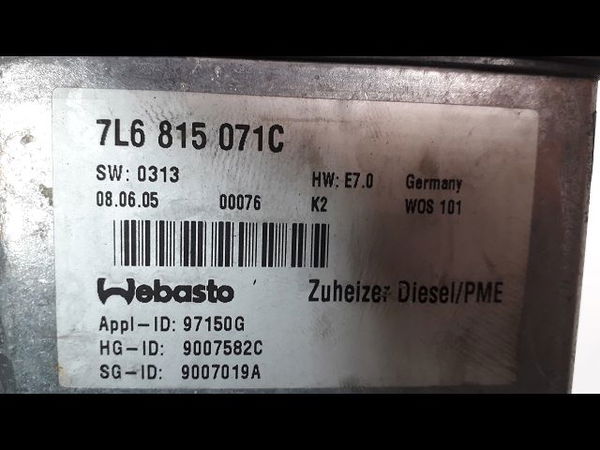 7L6 815 071C
SW: 0313 HW: E7.0 Germany
08.06.05 00076 K2 WOS 101
Webasto Zuheizer Diesel/PME
Appl-ID: 97150G
HG-ID: 9007582C
SG-ID: 9007019A